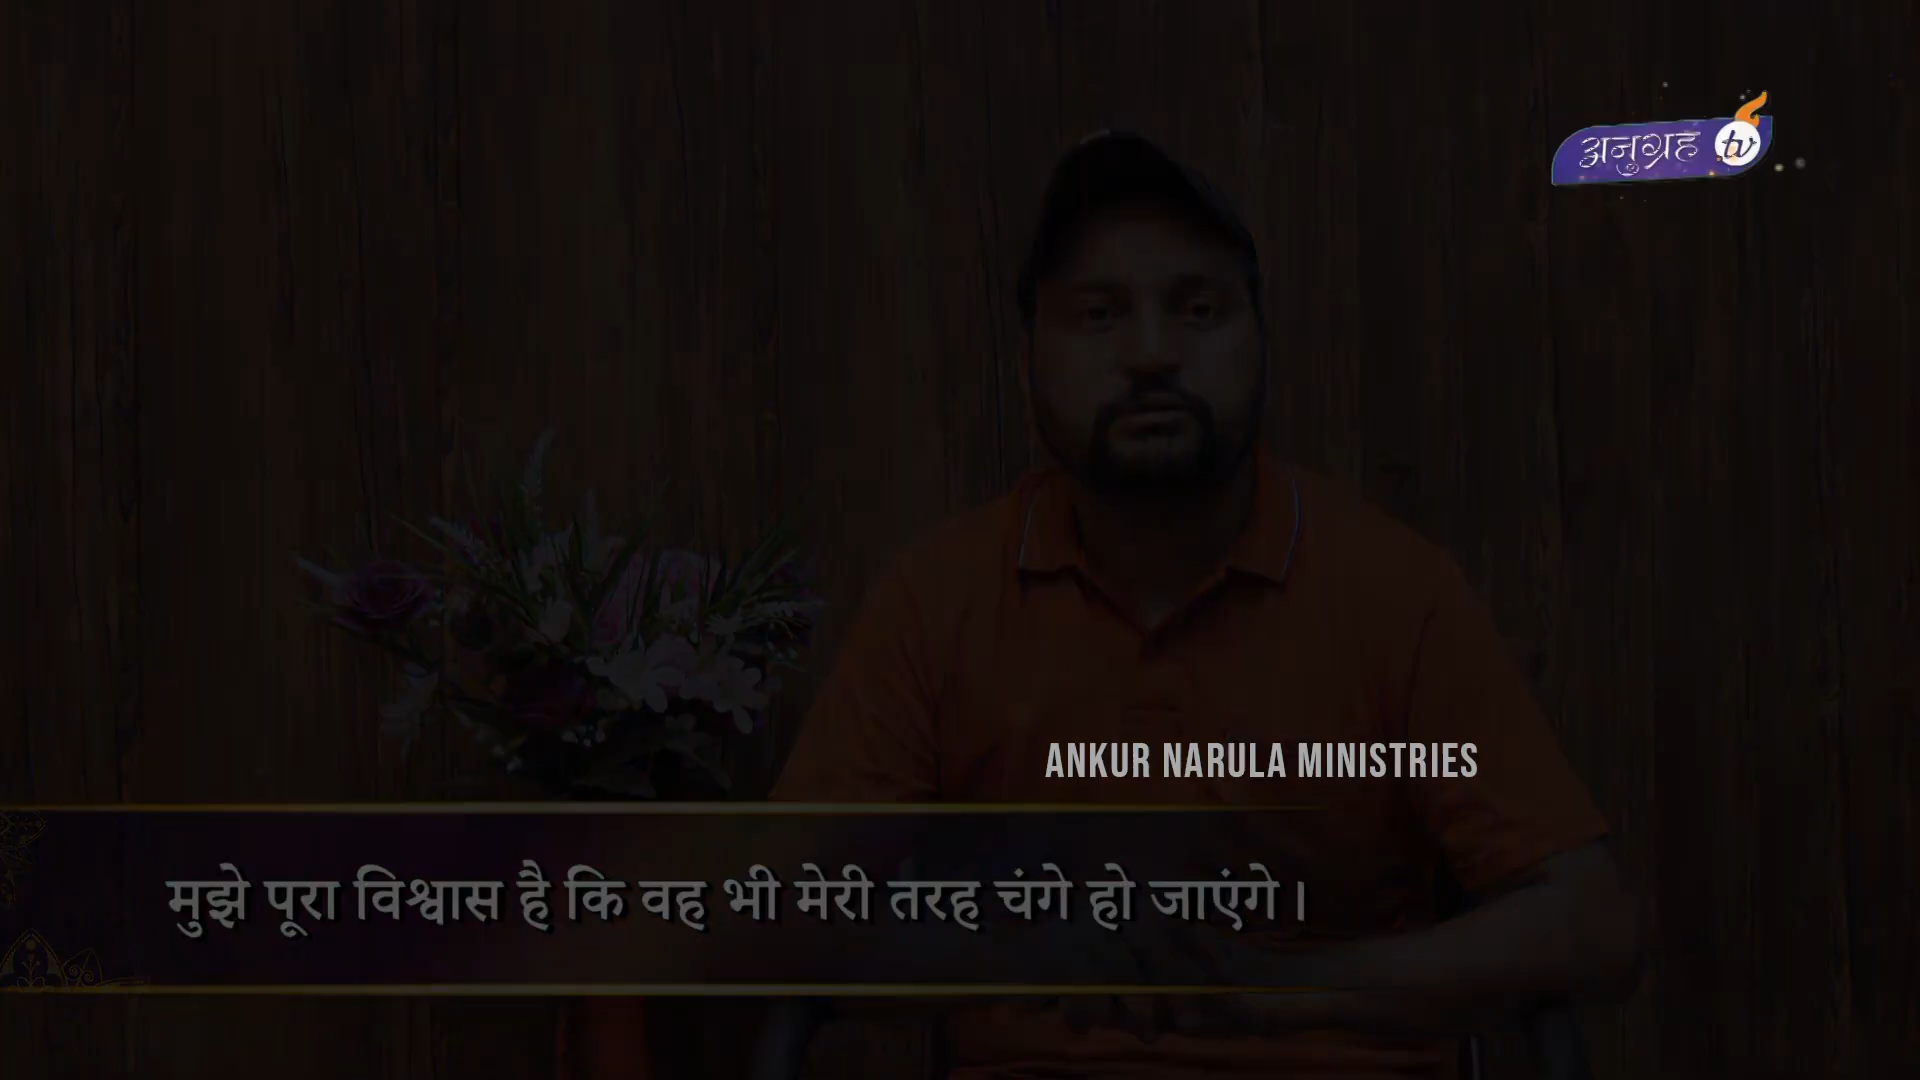 अनुग्रह tv
ANKUR NARULA MINISTRIES
मुझे पूरा विश्वास है कि वह भी मेरी तरह चंगे हो जाएंगे।